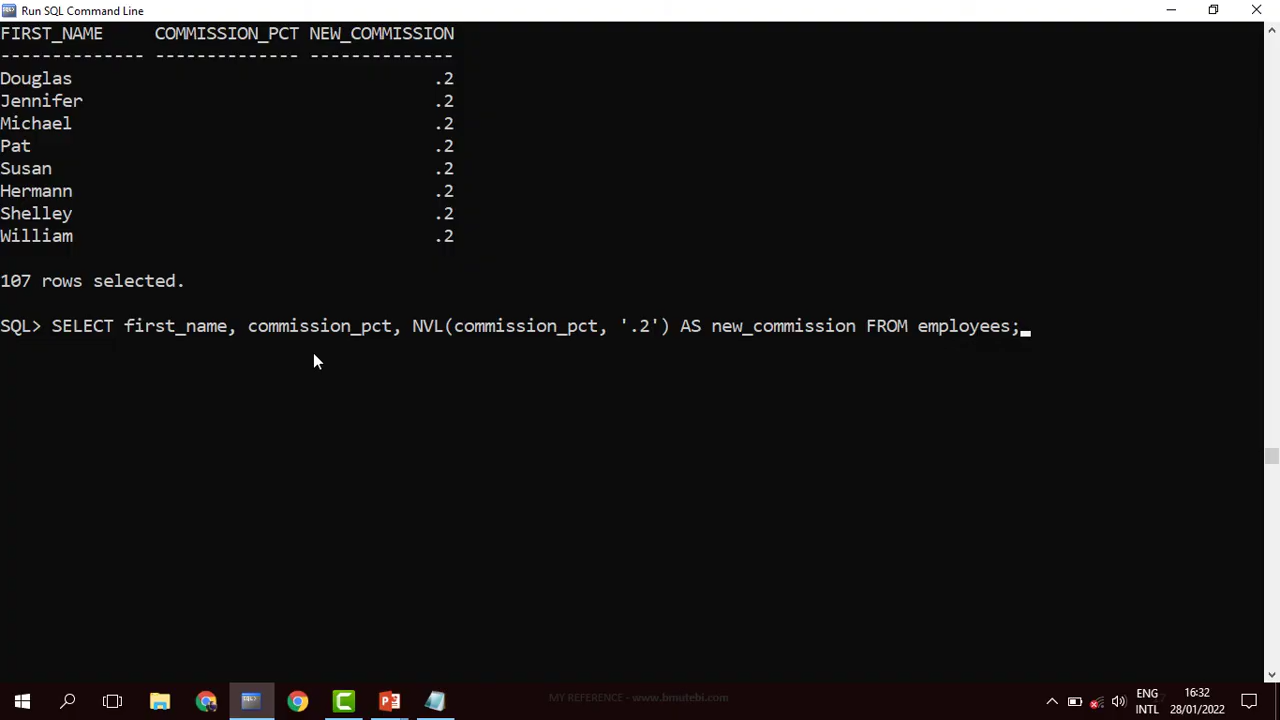 Run SQL Command Line
FIRST_NAME     COMMISSION_PCT NEW_COMMISSION
-------------- -------------- --------------
Douglas                                   .2
Jennifer                                  .2
Michael                                   .2
Pat                                       .2
Susan                                     .2
Hermann                                   .2
Shelley                                   .2
William                                   .2
107 rows selected.
SQL> SELECT first_name, commission_pct, NVL(commission_pct, '.2') AS new_commission FROM employees;
MY REFERENCE - www.bmutebi.com
ENG
INTL
16:32
28/01/2022